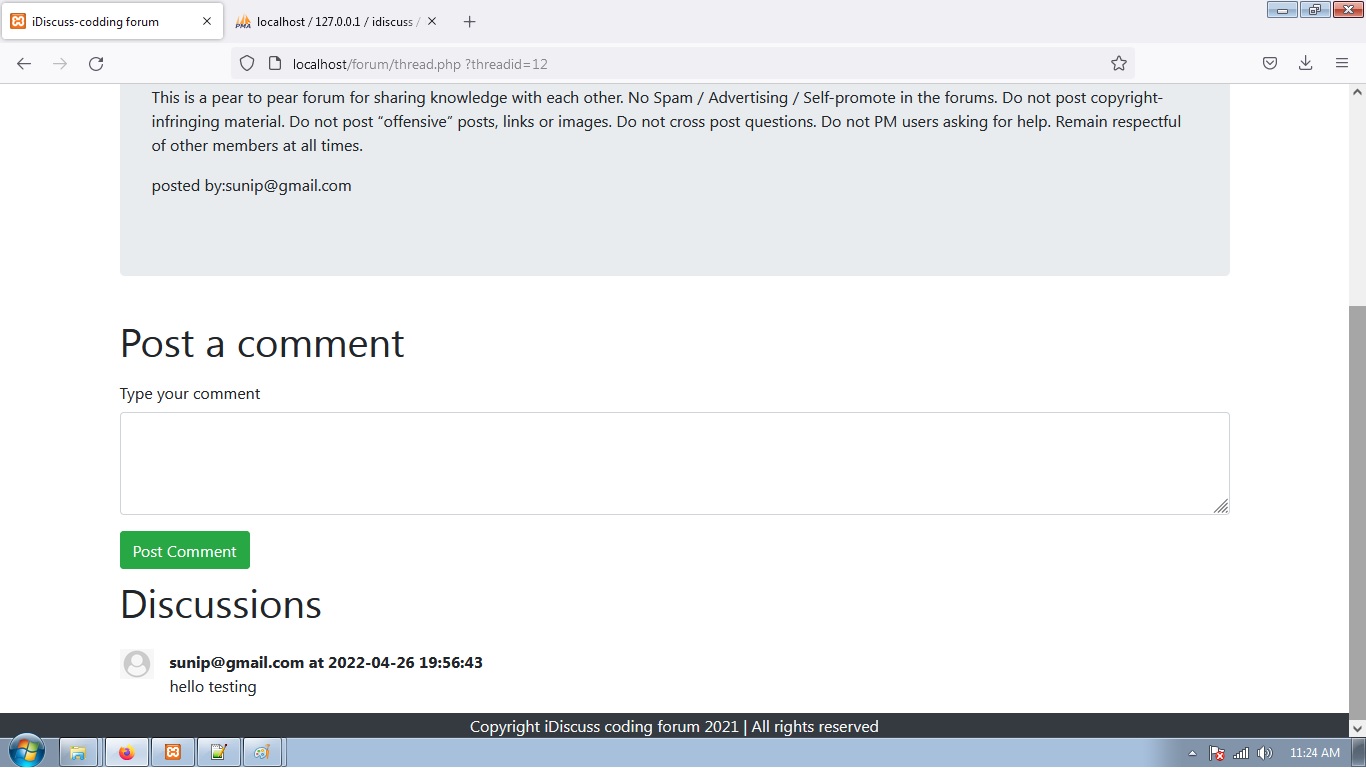 iDiscuss-codding forum
localhost / 127.0.0.1 / idiscuss /
localhost/forum/thread.php ?threadid=12
This is a pear to pear forum for sharing knowledge with each other. No Spam / Advertising / Self-promote in the forums. Do not post copyright-
infringing material. Do not post “offensive” posts, links or images. Do not cross post questions. Do not PM users asking for help. Remain respectful
of other members at all times.
posted by:sunip@gmail.com
Post a comment
Type your comment
Post Comment
Discussions
sunip@gmail.com at 2022-04-26 19:56:43
hello testing
Copyright iDiscuss coding forum 2021 | All rights reserved
11:24 AM